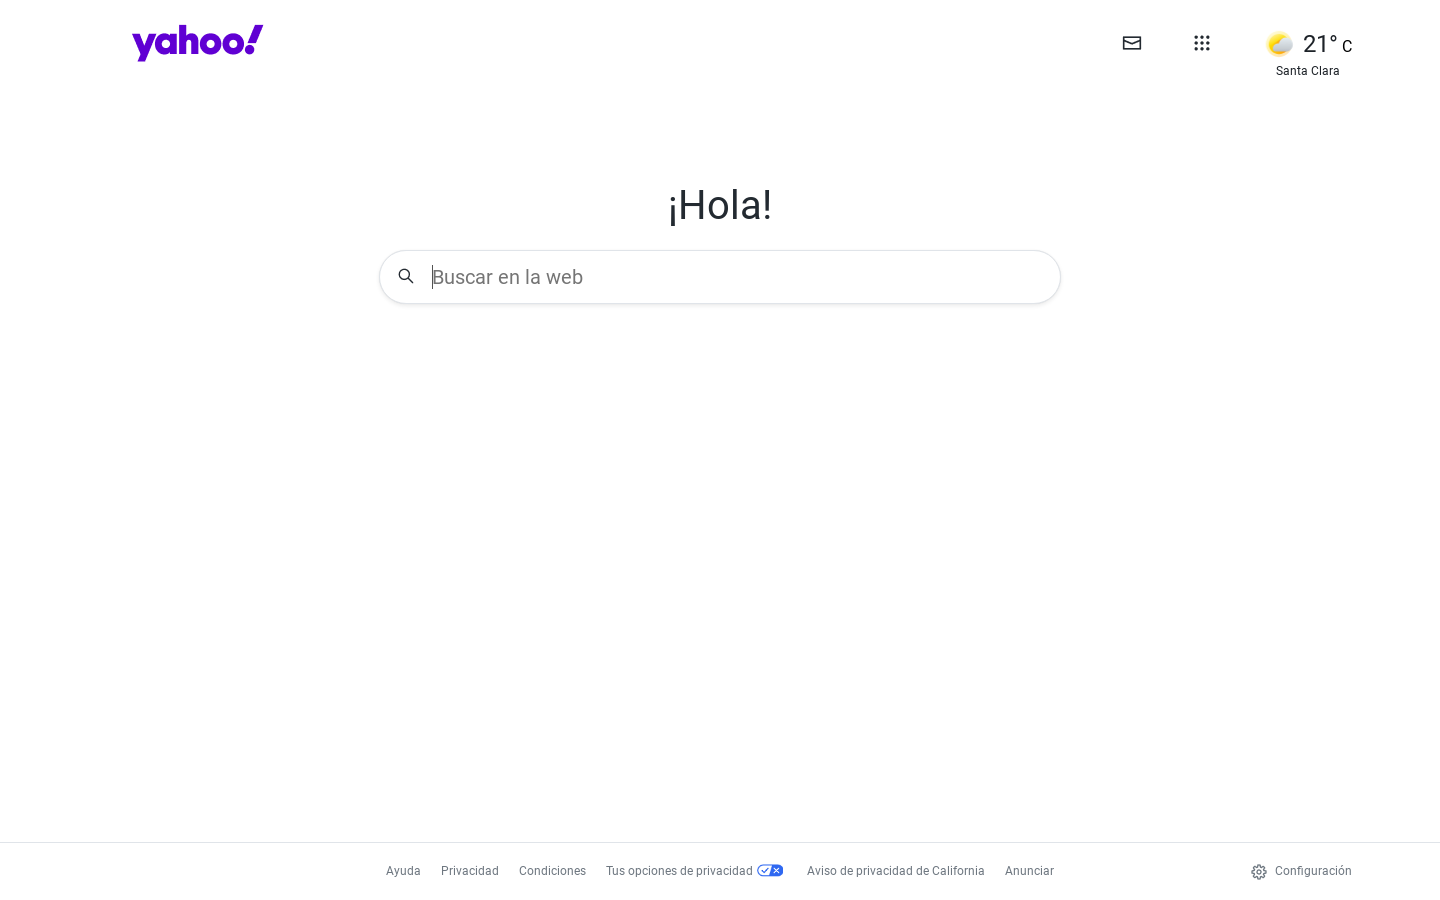 yahoo!
21° C
Santa Clara
¡Hola!
Buscar en la web
Ayuda
Privacidad
Condiciones
Tus opciones de privacidad
Aviso de privacidad de California
Anunciar
Configuración